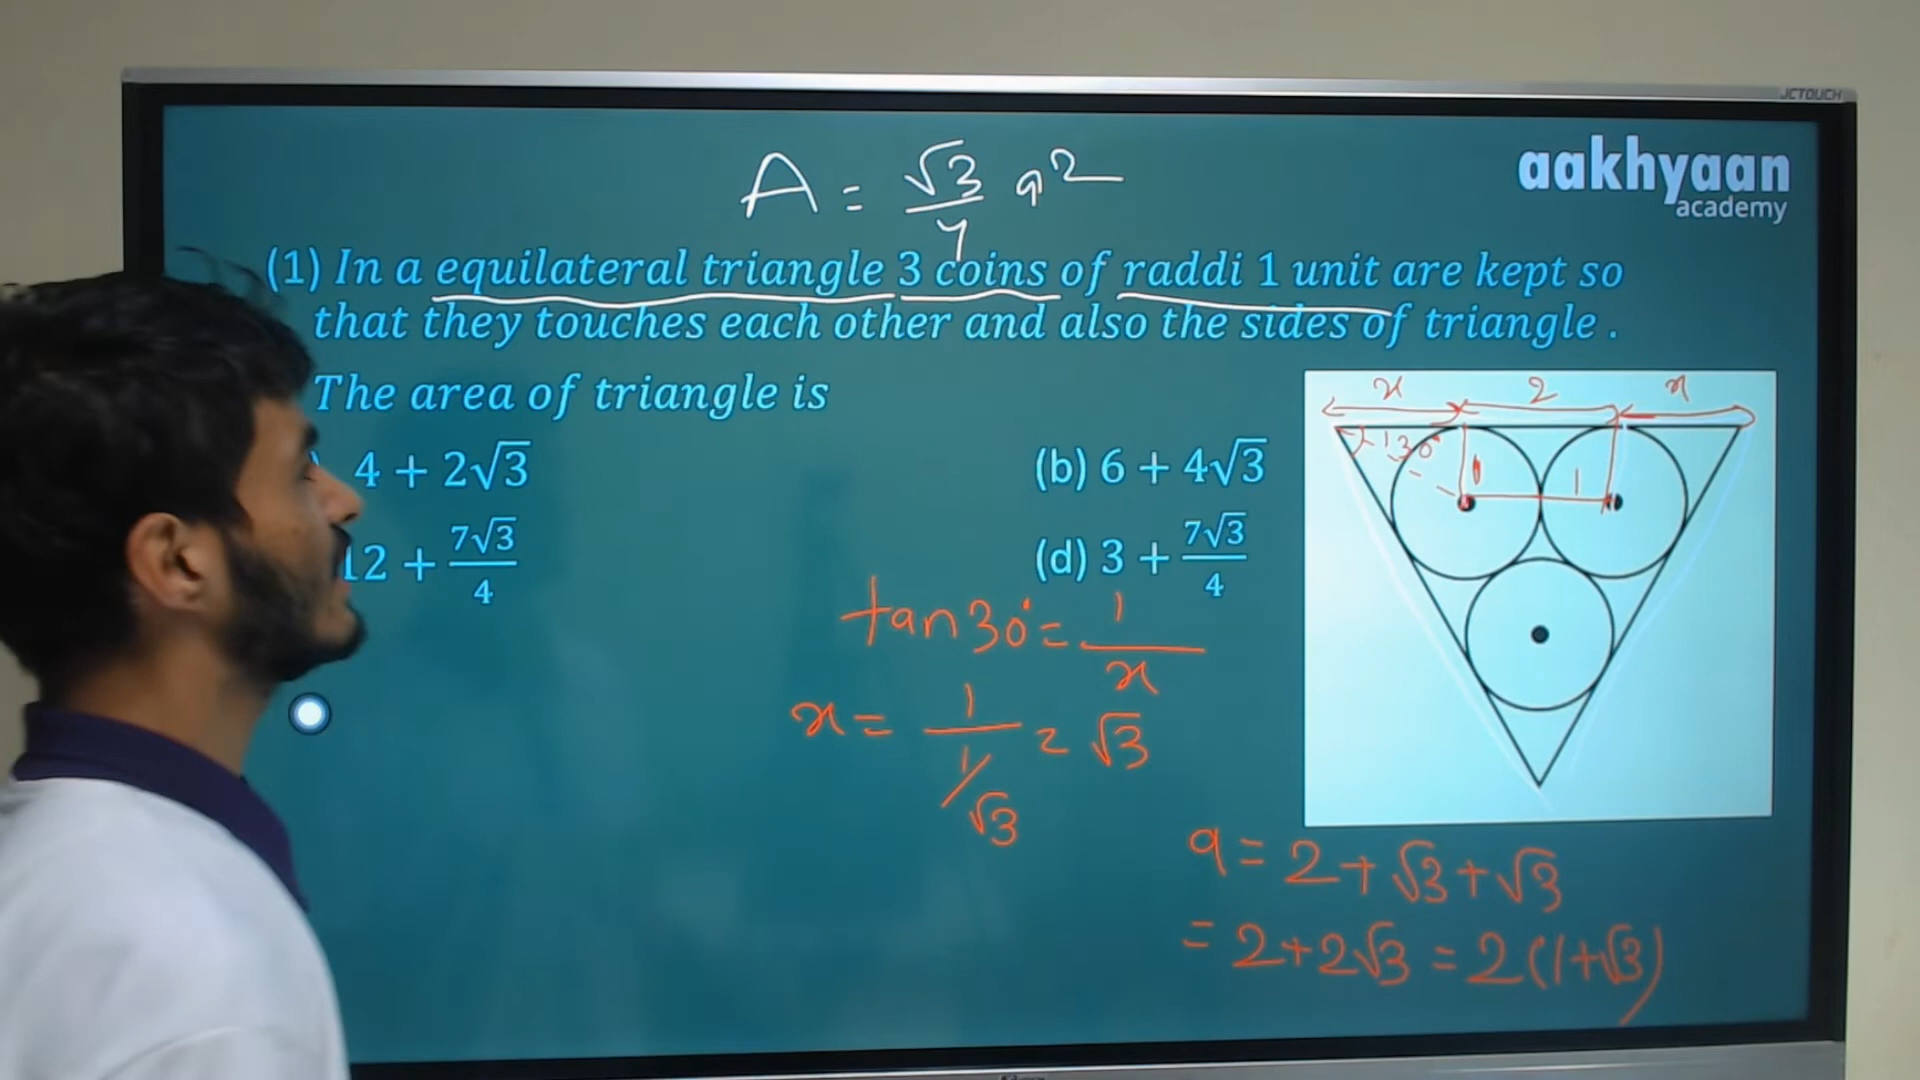 JCTOUCH
aakhyaan
academy
A = √3/4 a²
(1) In a equilateral triangle 3 coins of raddi 1 unit are kept so
that they touches each other and also the sides of triangle .
The area of triangle is
) 4 + 2√3
(b) 6 + 4√3
12 + 7√3/4
(d) 3 + 7√3/4
x 2 x
30°
1 1
tan30° = 1/x
x = 1/(1/√3) = √3
a = 2 + √3 + √3
= 2 + 2√3 = 2(1+√3)